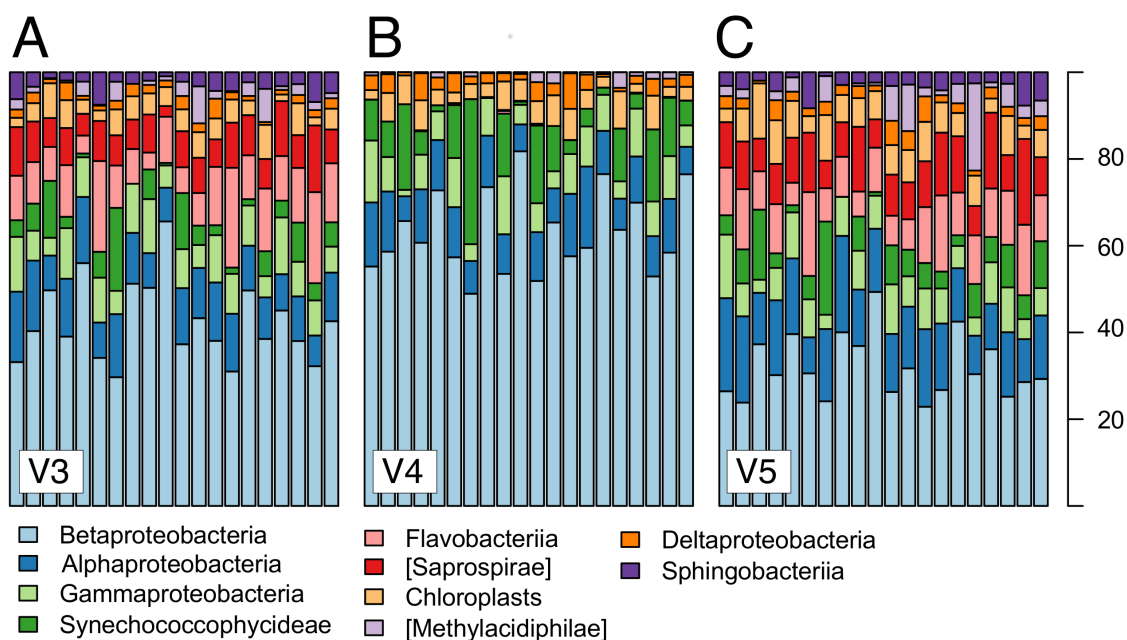 A
B
C
V3
V4
V5
80
60
40
20
Betaproteobacteria
Alphaproteobacteria
Gammaproteobacteria
Synechococcophycideae
Flavobacteriia
[Saprospirae]
Chloroplasts
[Methylacidiphilae]
Deltaproteobacteria
Sphingobacteriia